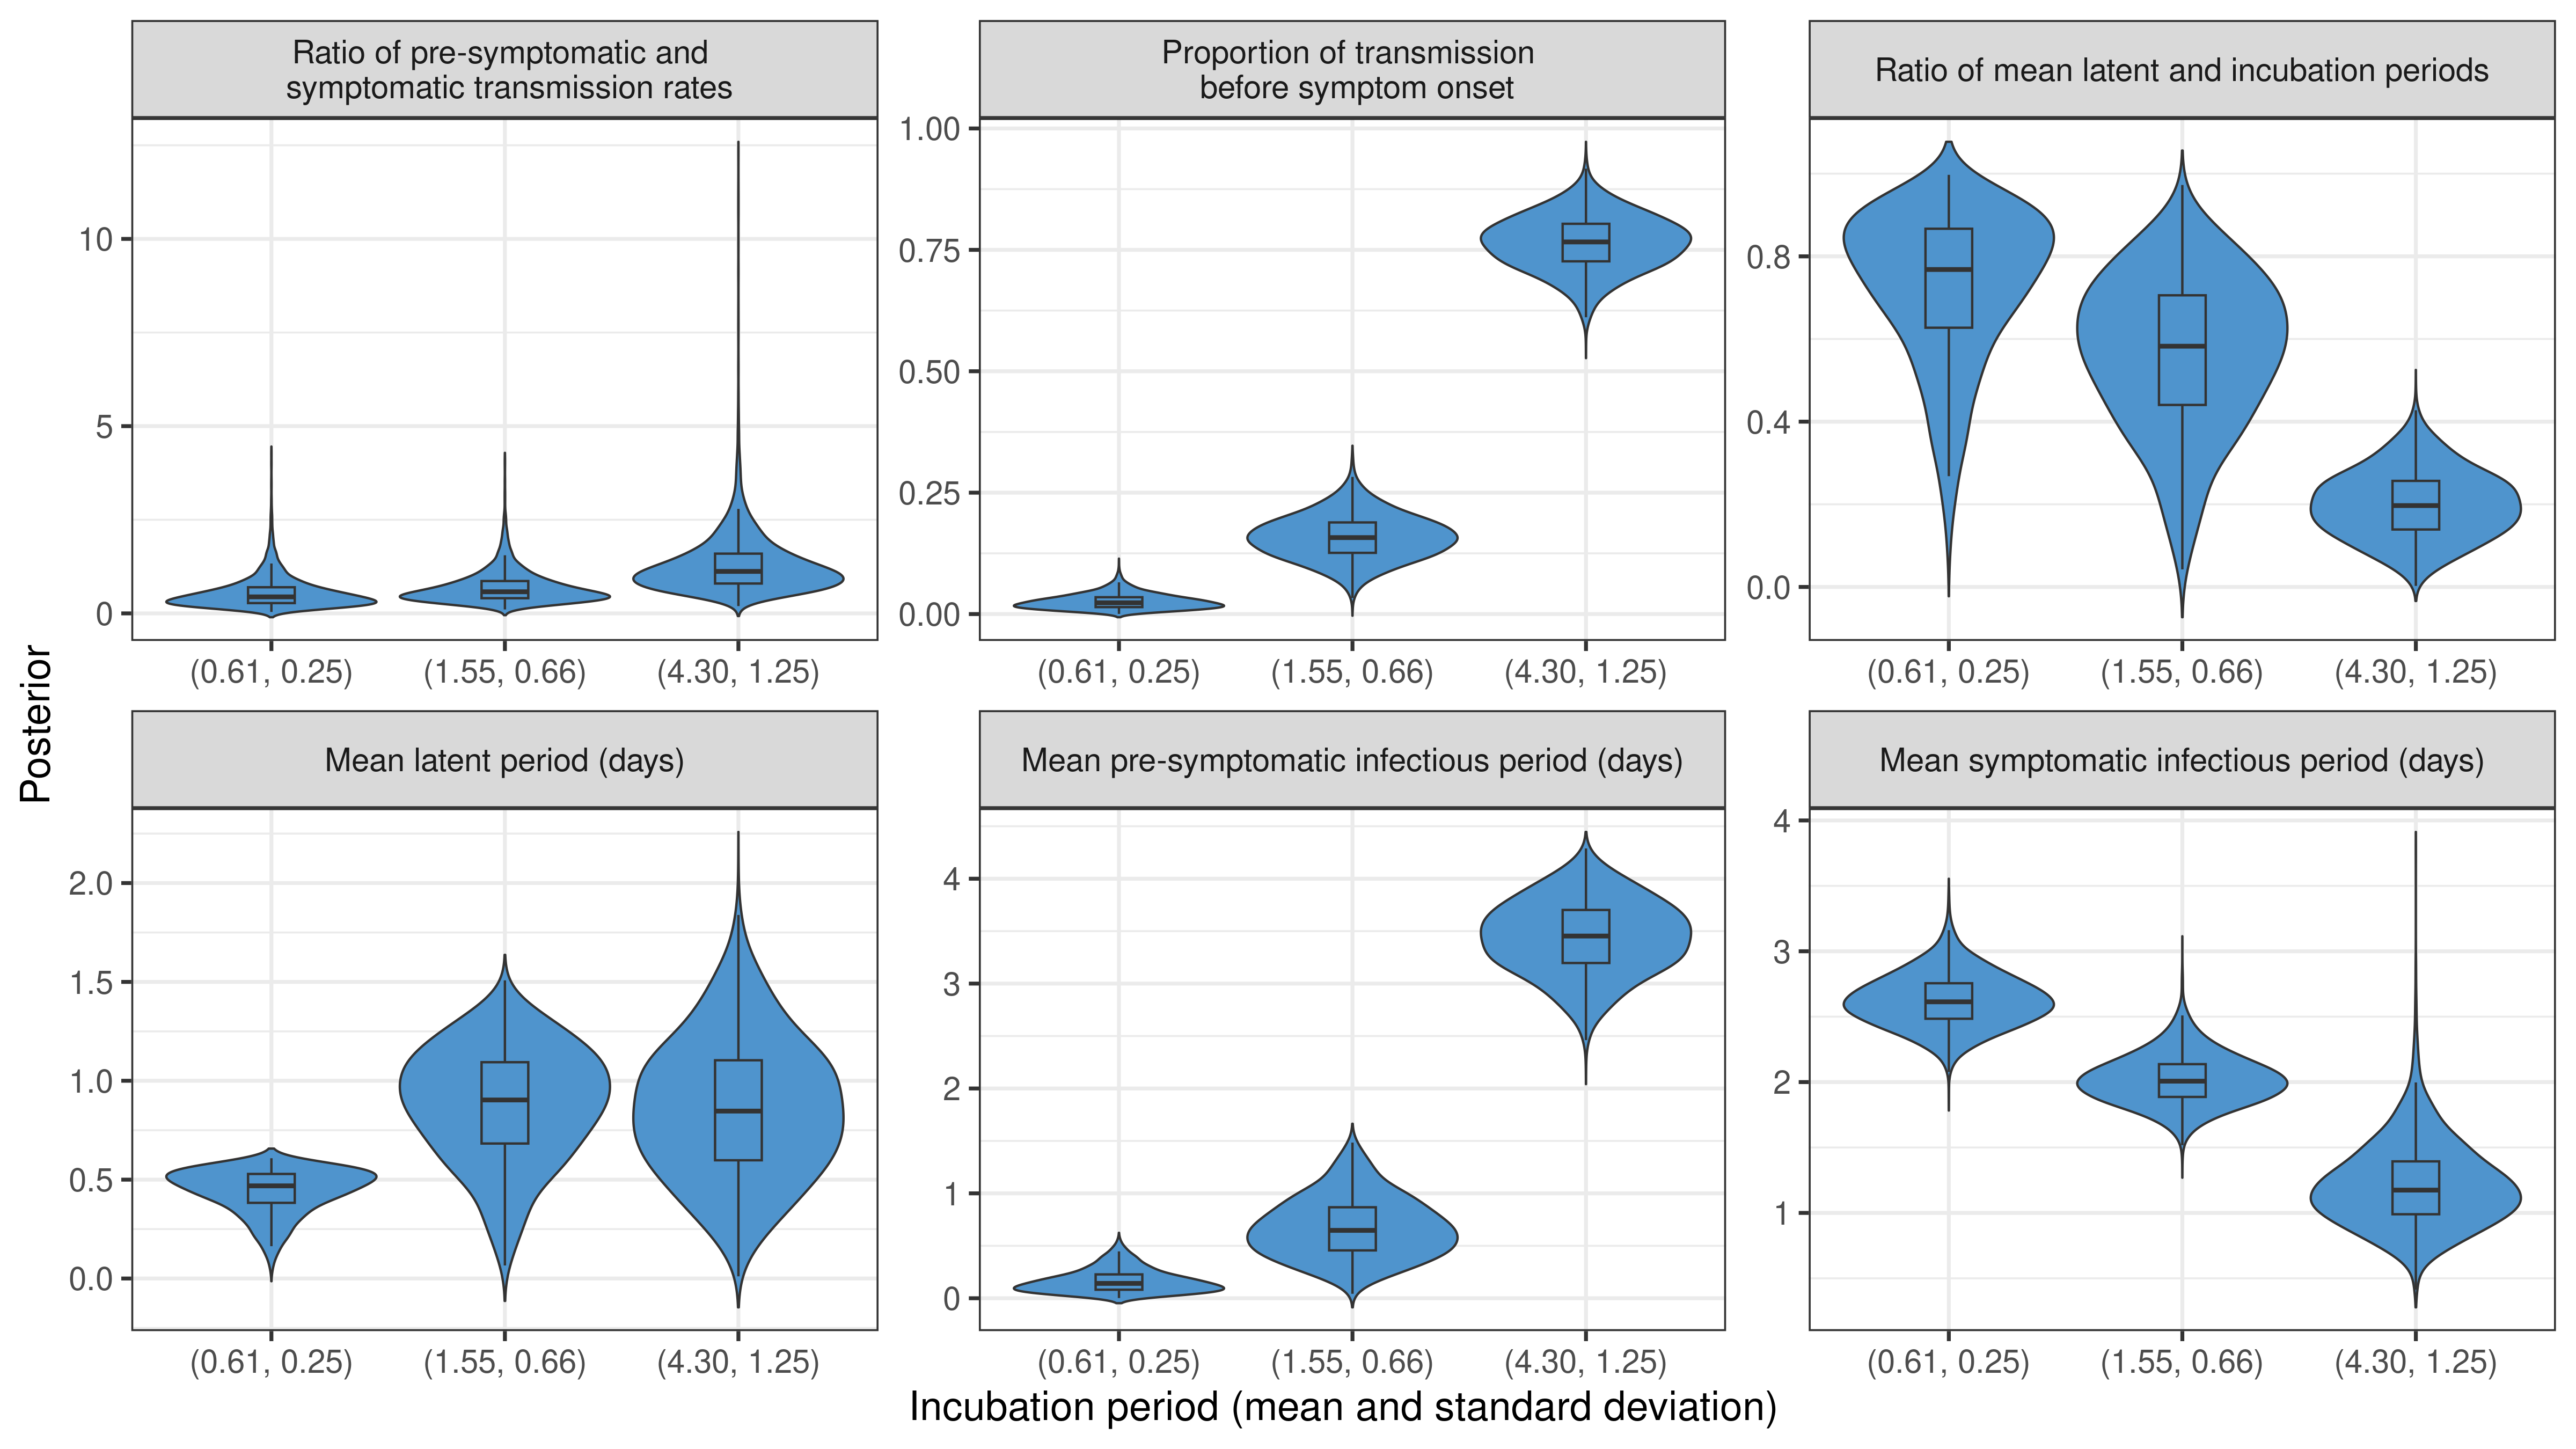 Ratio of pre-symptomatic and
symptomatic transmission rates
Proportion of transmission
before symptom onset
Ratio of mean latent and incubation periods
10
5
0
1.00
0.75
0.50
0.25
0.00
0.8
0.4
0.0
(0.61, 0.25) (1.55, 0.66) (4.30, 1.25)
(0.61, 0.25) (1.55, 0.66) (4.30, 1.25)
(0.61, 0.25) (1.55, 0.66) (4.30, 1.25)
Posterior
Mean latent period (days)
Mean pre-symptomatic infectious period (days)
Mean symptomatic infectious period (days)
2.0
1.5
1.0
0.5
0.0
4
3
2
1
0
4
3
2
1
(0.61, 0.25) (1.55, 0.66) (4.30, 1.25)
(0.61, 0.25) (1.55, 0.66) (4.30, 1.25)
(0.61, 0.25) (1.55, 0.66) (4.30, 1.25)
Incubation period (mean and standard deviation)